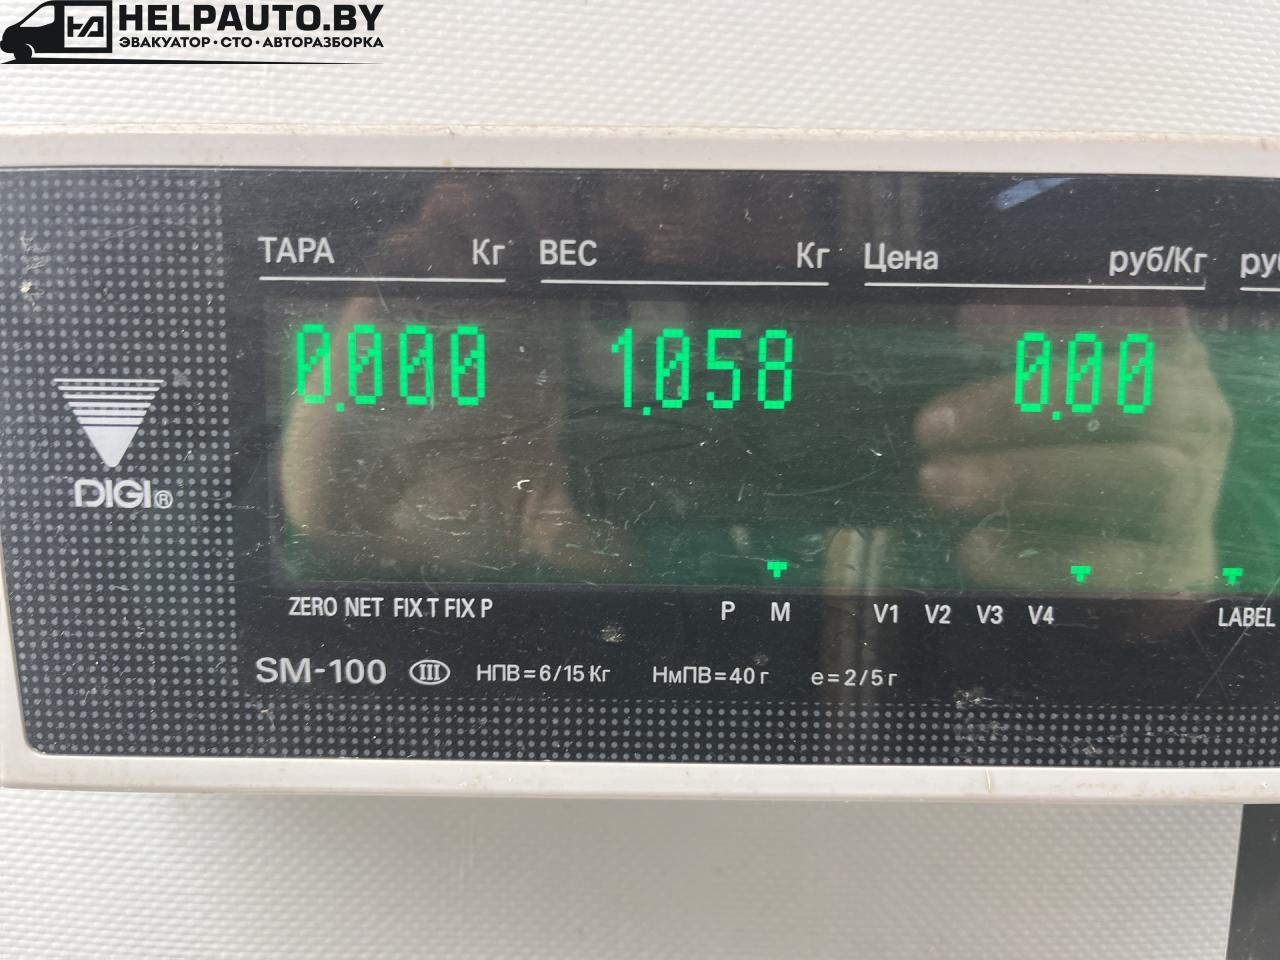 HELPAUTO.BY
ЭВАКУАТОР·СТО·АВТОРАЗБОРКА
ТАРА Кг ВЕС Кг Цена руб/Кг
0.000 1.058 0.00
DIGI®
ZERO NET FIX T FIX P P M V1 V2 V3 V4 LABEL
SM-100 III НПВ=6/15 Кг НмПВ=40 г e=2/5 г